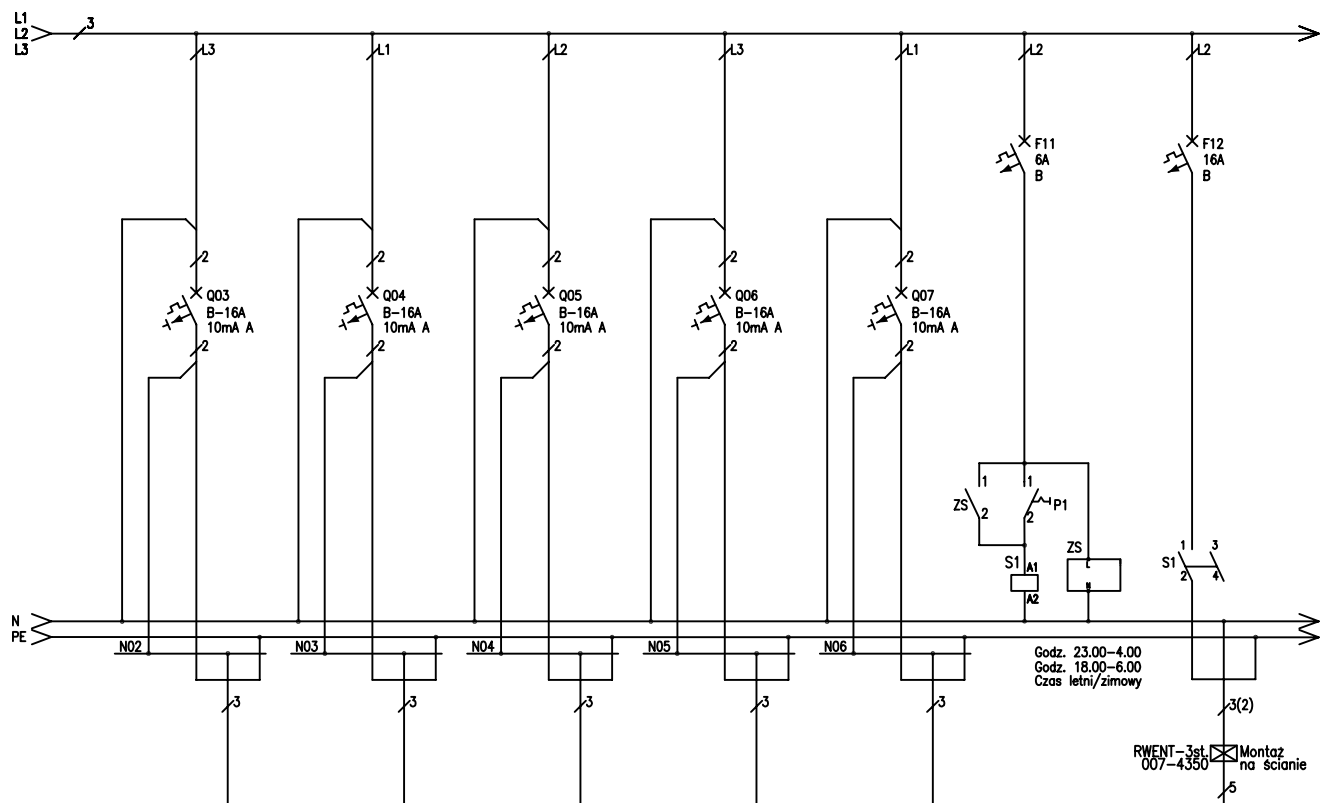 L1
L2
L3
3
L3
L1
L2
L3
L1
L2
L2
F11
6A
B
F12
16A
B
2
2
2
2
2
Q03
B-16A
10mA A
Q04
B-16A
10mA A
Q05
B-16A
10mA A
Q06
B-16A
10mA A
Q07
B-16A
10mA A
2
2
2
2
2
1
1
ZS
2
2
P1
S1
A1
A2
ZS
L
N
S1
1
3
2
4
N
PE
N02
N03
N04
N05
N06
Godz. 23.00-4.00
Godz. 18.00-6.00
Czas letni/zimowy
3
3
3
3
3
3(2)
RWENT-3st.
007-4350
Montaż
na ścianie
5